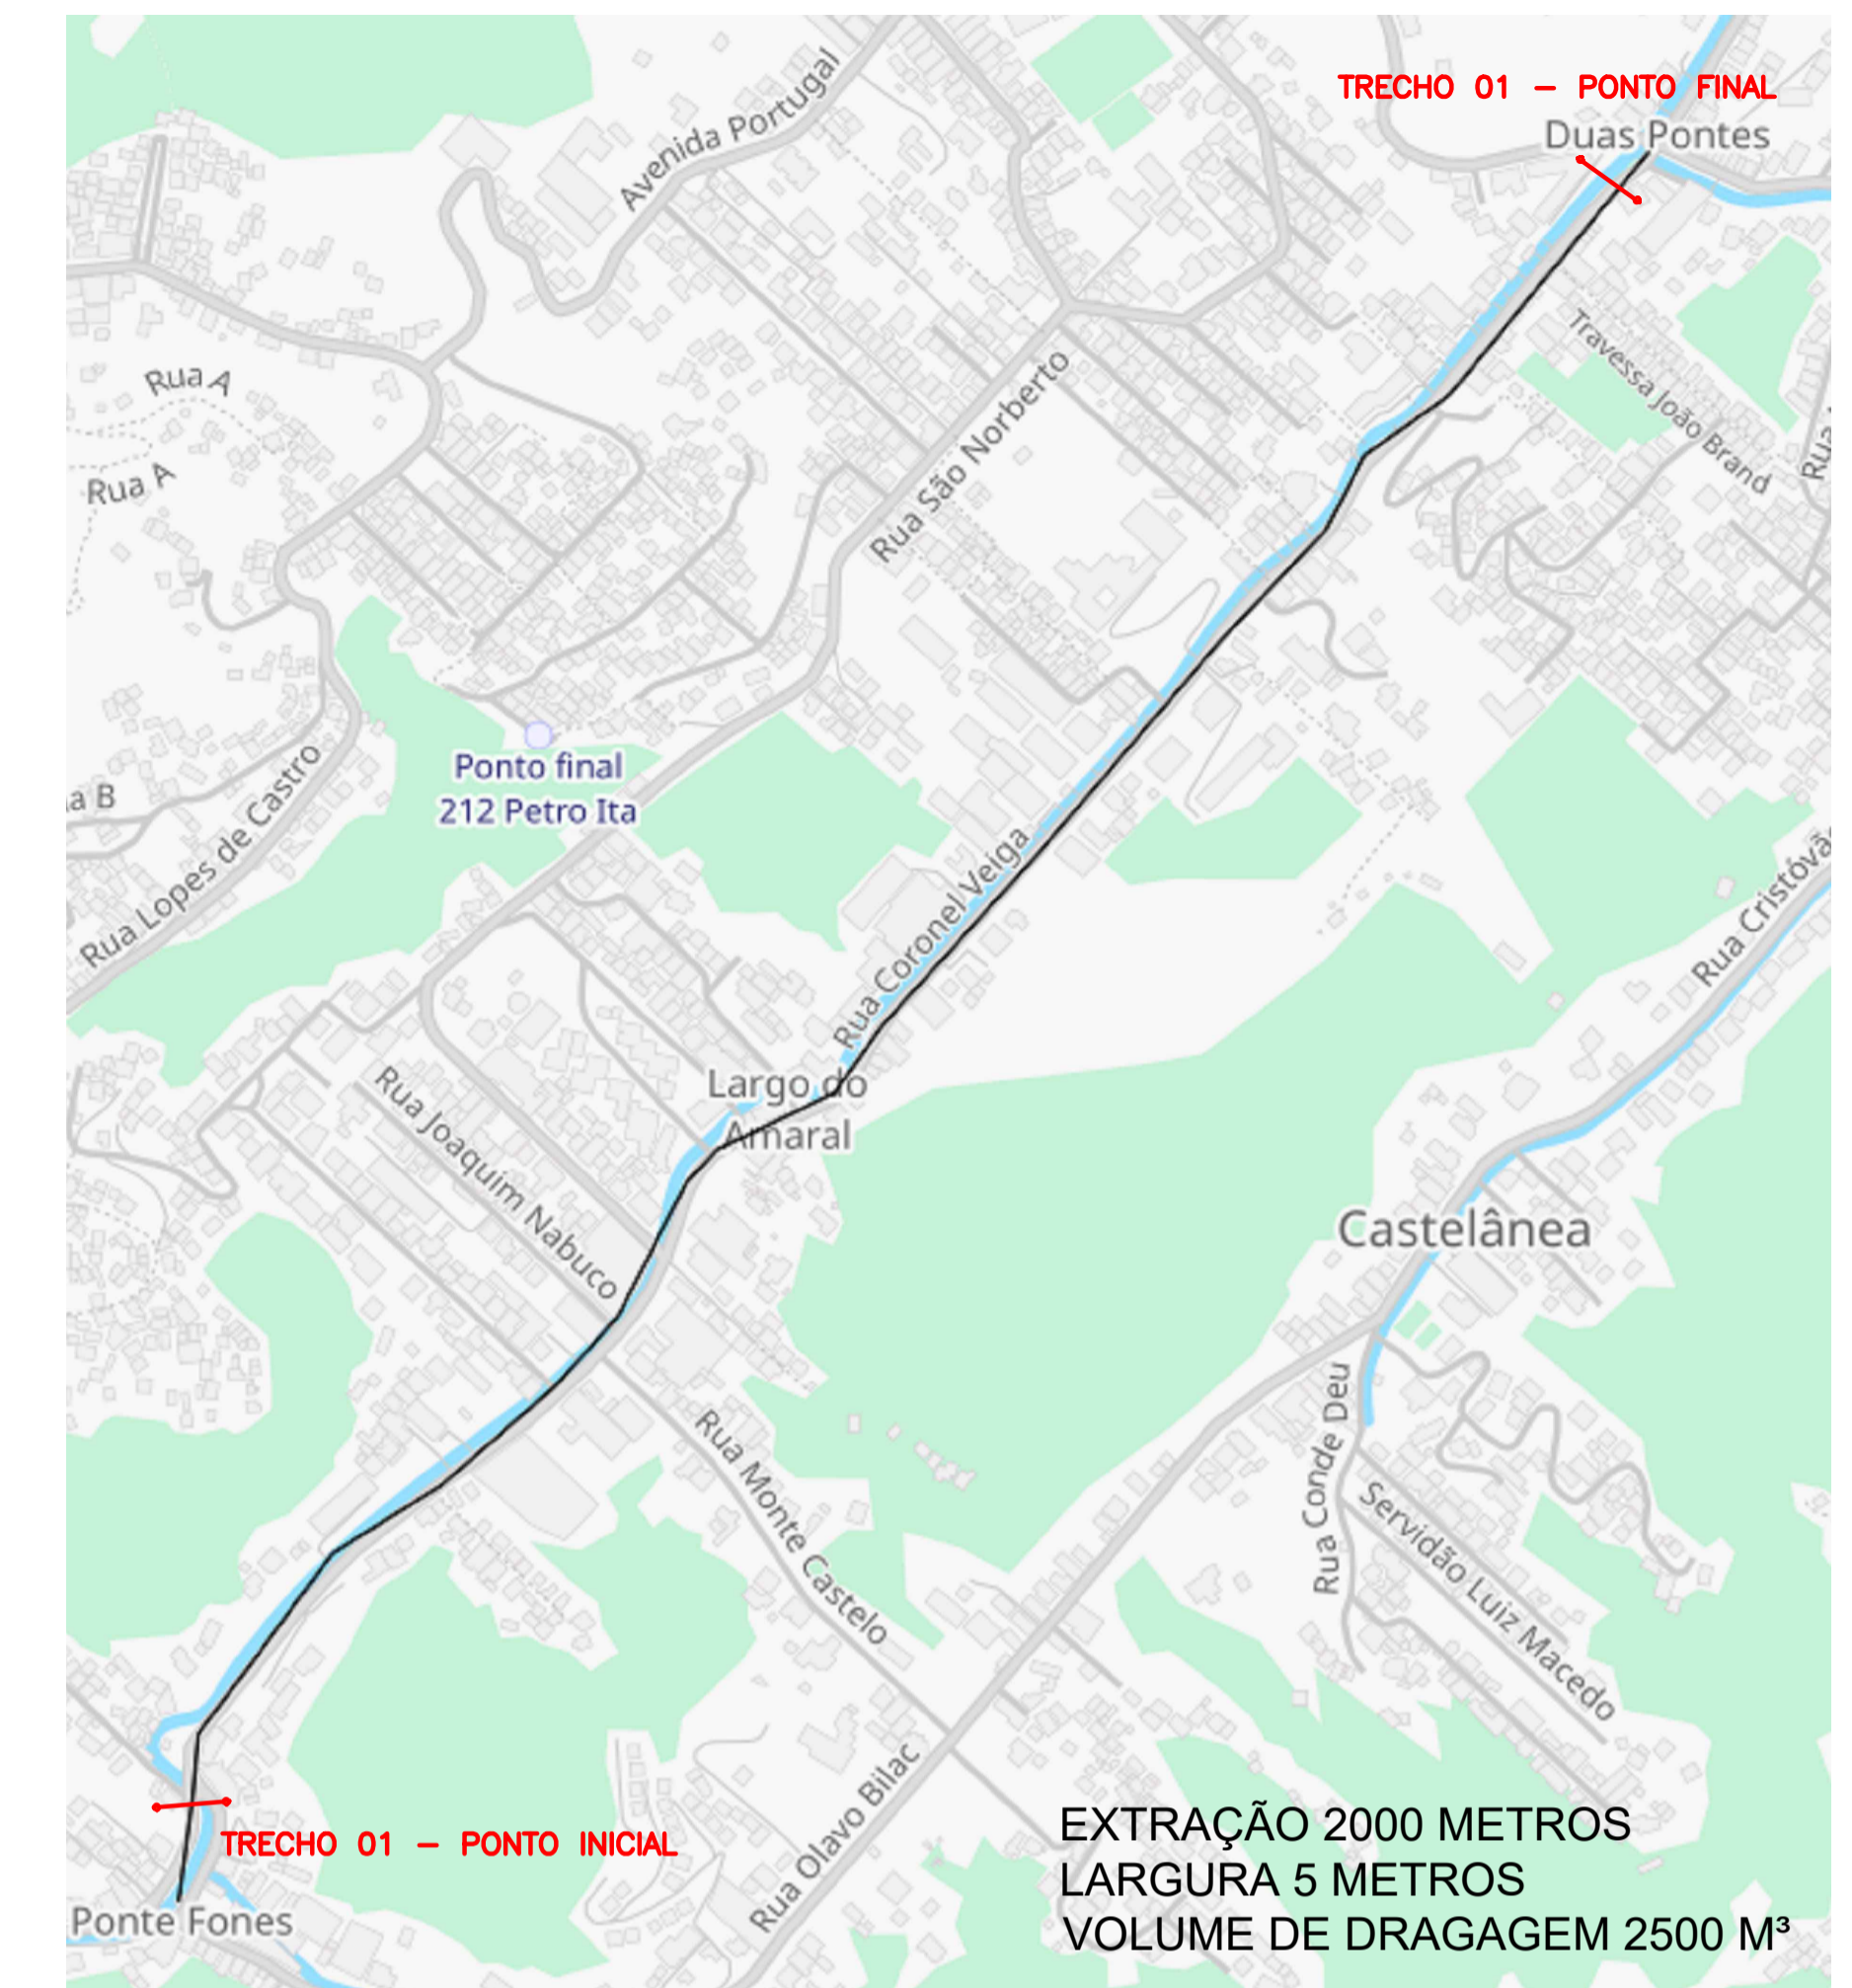 TRECHO 01 – PONTO FINAL
Duas Pontes
Avenida Portugal
Rua A
Rua A
Travessa João Brand
Rua São Norberto
Ponto final
212 Petro Ita
a B
Rua Lopes de Castro
Rua Coronel Veiga
Rua Cristóvão
Largo do
Amaral
Rua Joaquim Nabuco
Castelânea
Rua Conde Deu
Rua Monte Castelo
Servidão Luiz Macedo
Rua Olavo Bilac
TRECHO 01 – PONTO INICIAL
Ponte Fones
EXTRAÇÃO 2000 METROS
LARGURA 5 METROS
VOLUME DE DRAGAGEM 2500 M³